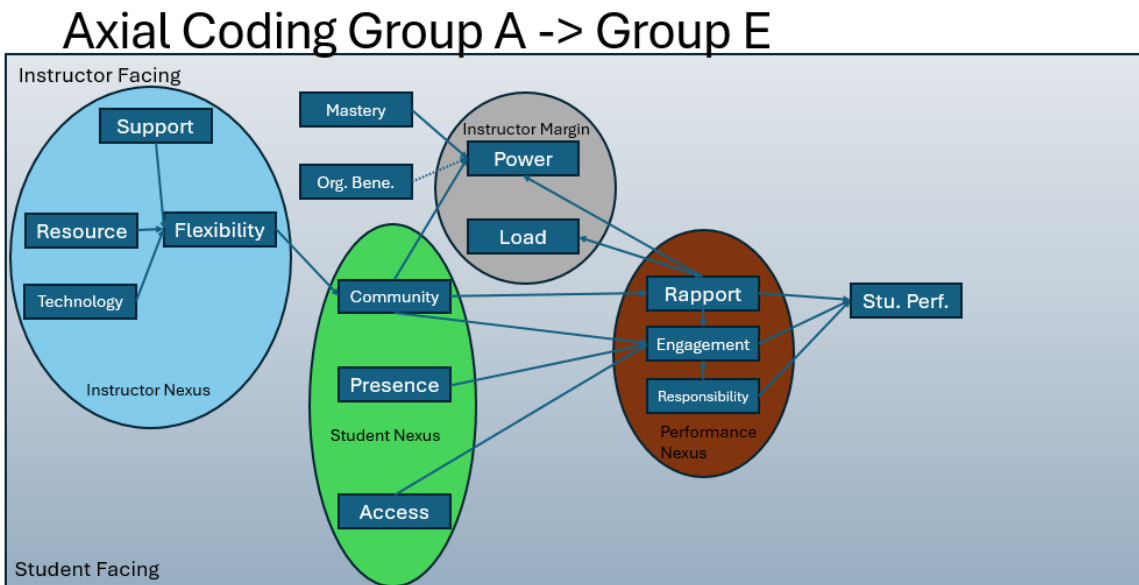 Axial Coding Group A -> Group E
Instructor Facing
Support
Resource
Flexibility
Technology
Instructor Nexus
Mastery
Org. Bene.
Instructor Margin
Power
Load
Community
Presence
Student Nexus
Access
Rapport
Engagement
Responsibility
Performance
Nexus
Stu. Perf.
Student Facing